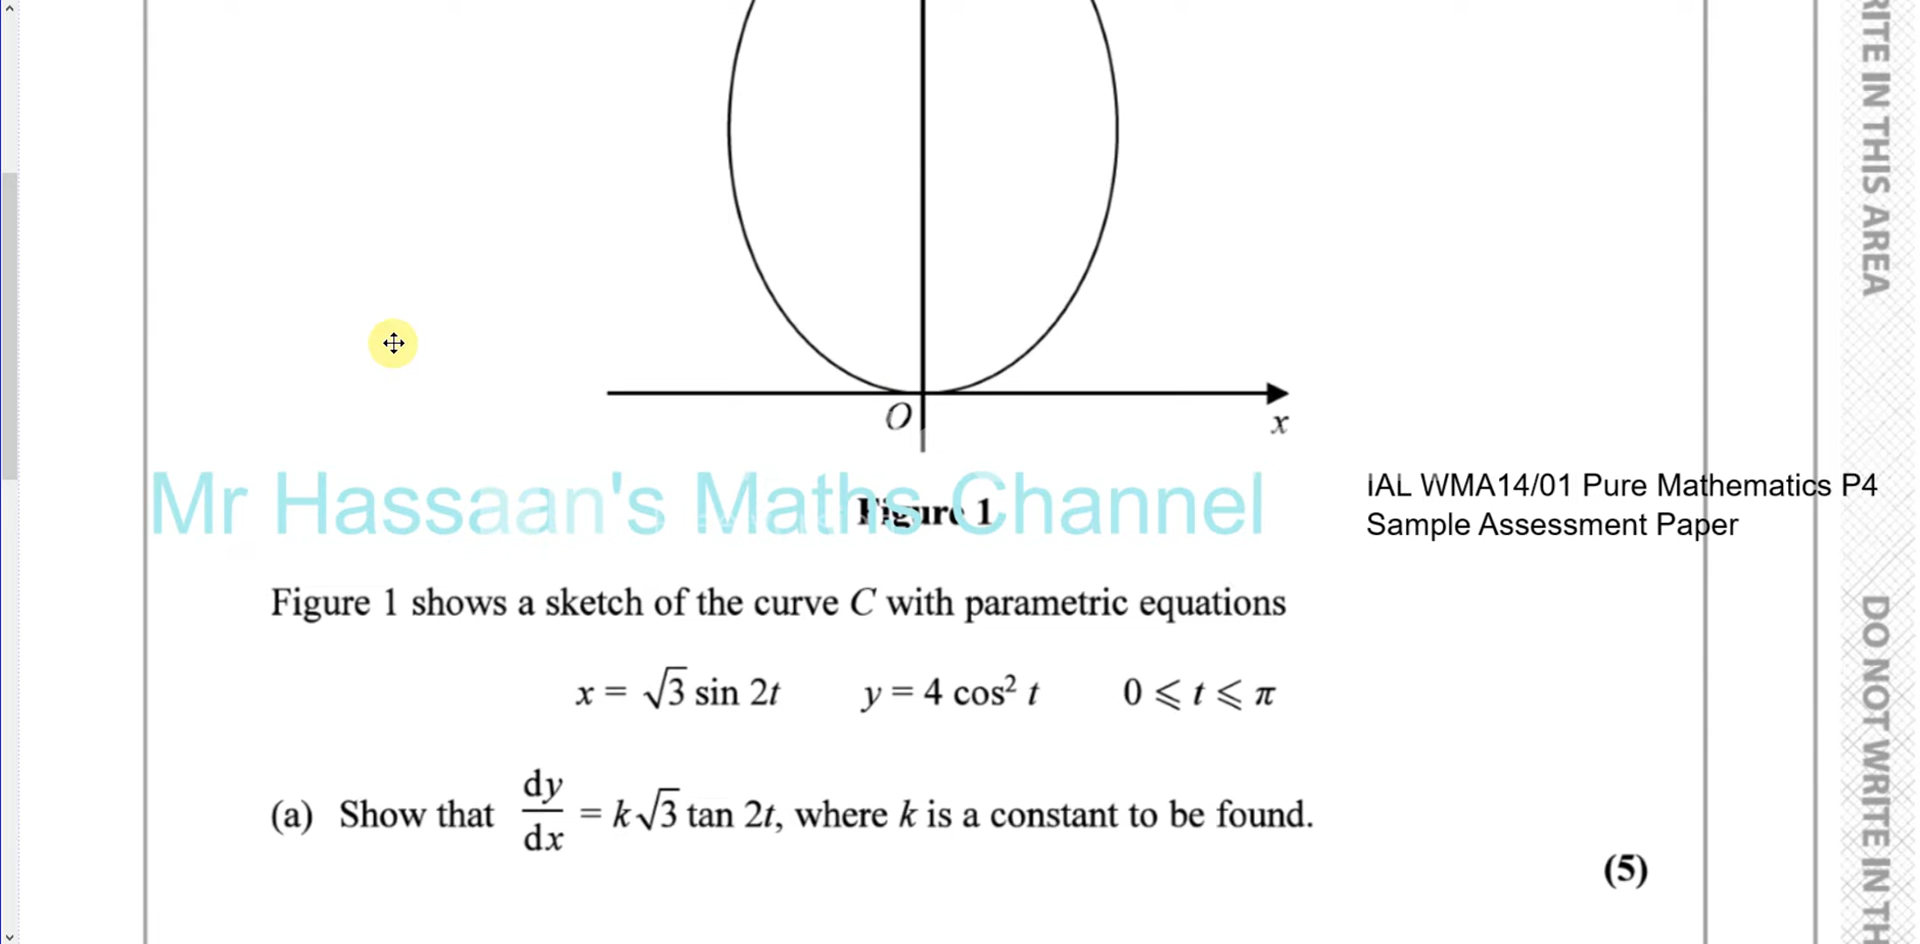 RITE IN THIS AREA
O
x
Mr Hassaan's Maths Channel
Figure 1
IAL WMA14/01 Pure Mathematics P4
Sample Assessment Paper
Figure 1 shows a sketch of the curve C with parametric equations
x = √3 sin 2t y = 4 cos² t 0 ⩽ t ⩽ π
(a) Show that dy/dx = k√3 tan 2t, where k is a constant to be found.
(5)
DO NOT WRITE IN TH